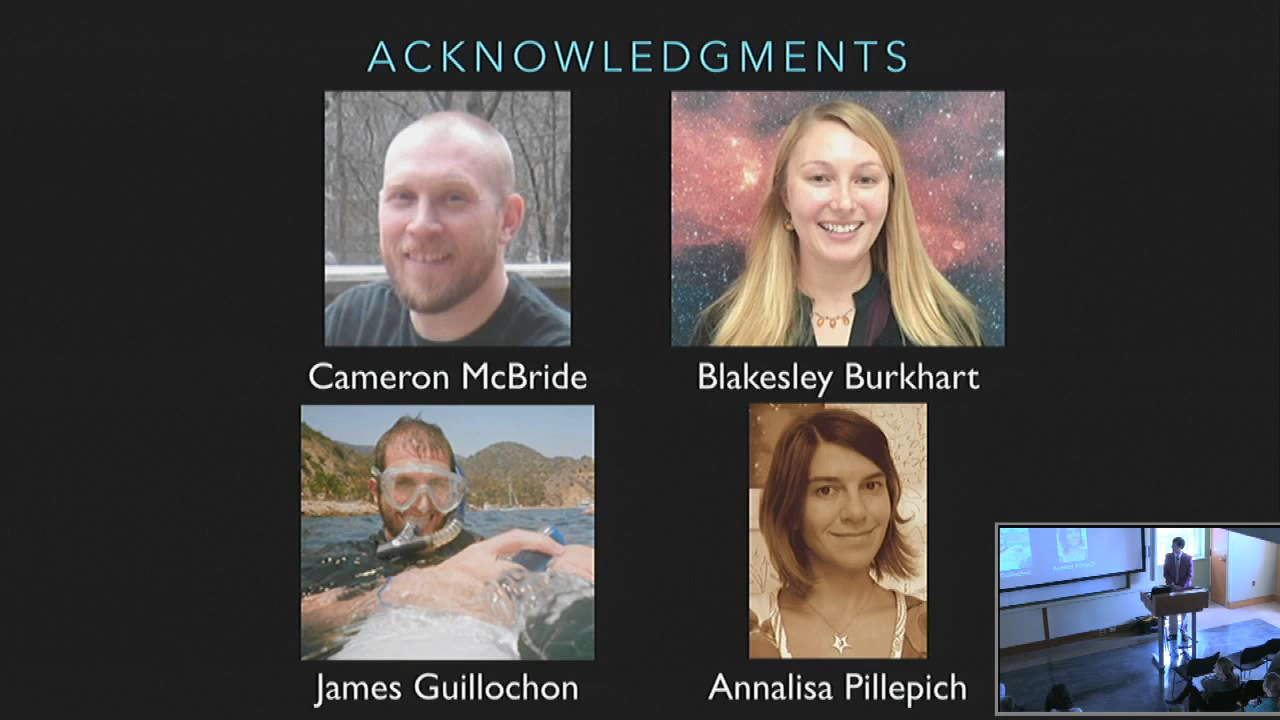 ACKNOWLEDGMENTS
Cameron McBride
Blakesley Burkhart
James Guillochon
Annalisa Pillepich